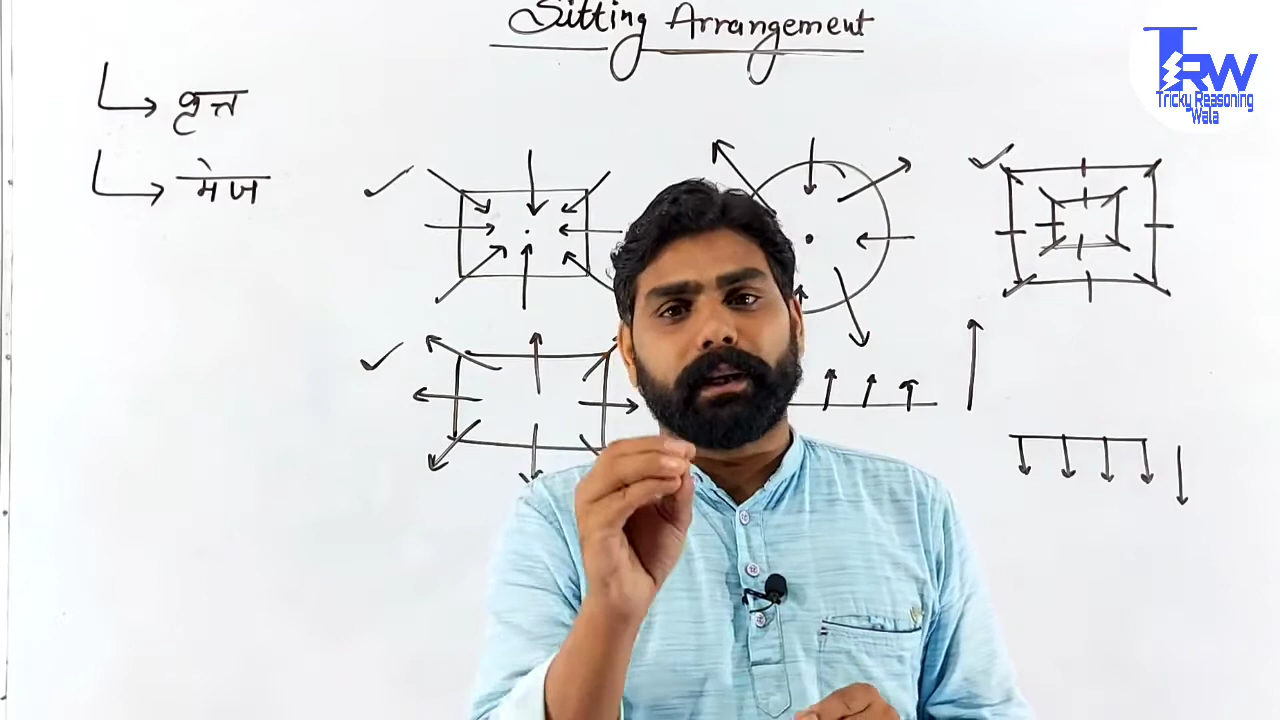 Sitting Arrangement
TRW
Tricky Reasoning
Wala
वृत्त
मेज